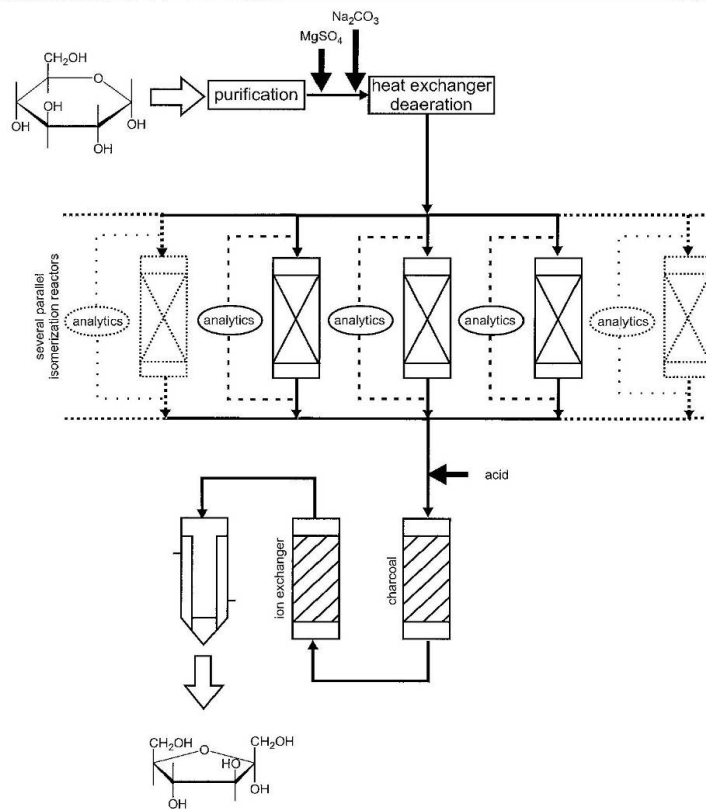 Na₂CO₃
MgSO₄
CH₂OH
O
OH
OH
OH
OH
purification
heat exchanger
deaeration
several parallel
isomerization reactors
analytics
analytics
analytics
analytics
analytics
acid
ion exchanger
charcoal
CH₂OH
O
CH₂OH
HO
OH
OH
OH